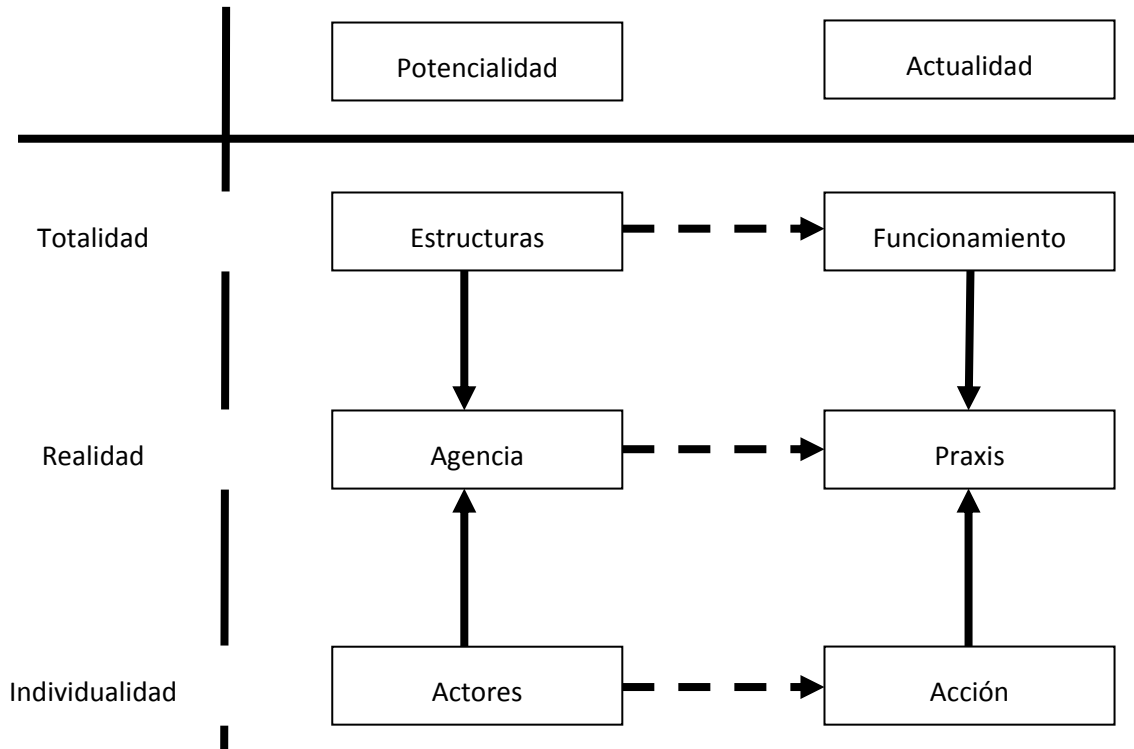 Potencialidad
Actualidad
Totalidad
Estructuras
Funcionamiento
Realidad
Agencia
Praxis
Individualidad
Actores
Acción